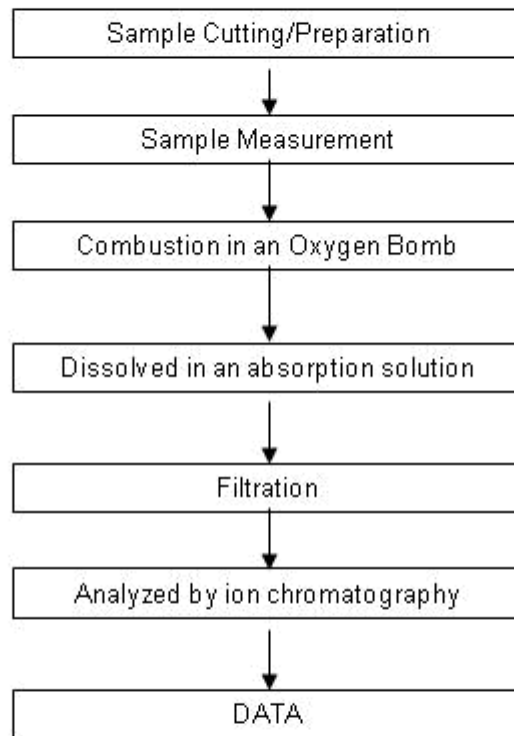 Sample Cutting/Preparation
Sample Measurement
Combustion in an Oxygen Bomb
Dissolved in an absorption solution
Filtration
Analyzed by ion chromatography
DATA